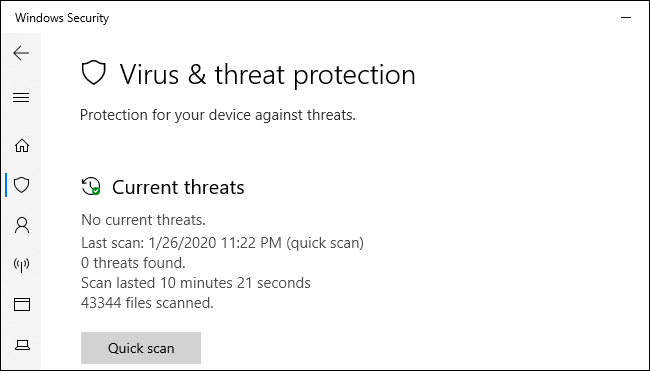 Windows Security
Virus & threat protection
Protection for your device against threats.
Current threats
No current threats.
Last scan: 1/26/2020 11:22 PM (quick scan)
0 threats found.
Scan lasted 10 minutes 21 seconds
43344 files scanned.
Quick scan